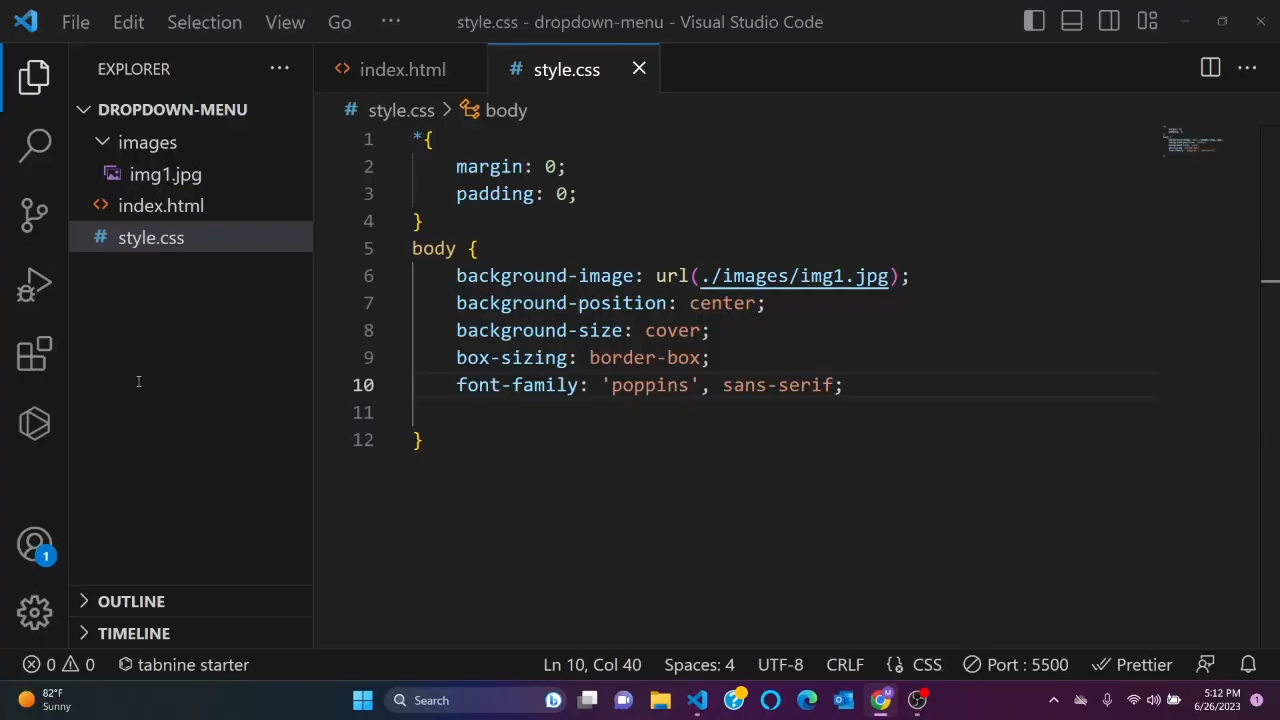 File Edit Selection View Go ··· style.css - dropdown-menu - Visual Studio Code
EXPLORER ···
index.html
# style.css
DROPDOWN-MENU
images
img1.jpg
index.html
# style.css
OUTLINE
TIMELINE
# style.css > body
1 *{
2 margin: 0;
3 padding: 0;
4 }
5 body {
6 background-image: url(./images/img1.jpg);
7 background-position: center;
8 background-size: cover;
9 box-sizing: border-box;
10 font-family: 'poppins', sans-serif;
11
12 }
1
0 0 tabnine starter Ln 10, Col 40 Spaces: 4 UTF-8 CRLF {} CSS Port : 5500 Prettier
82°F
Sunny
Search
5:12 PM
6/26/2023
1